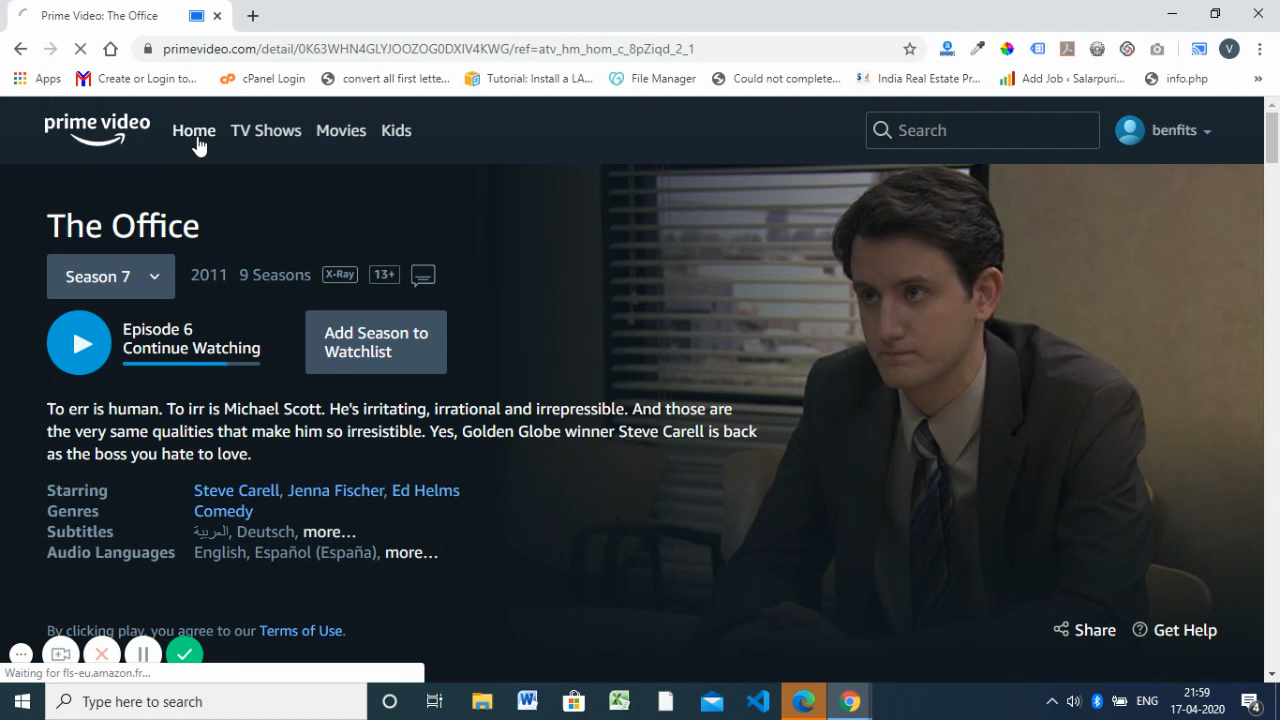 Prime Video: The Office
primevideo.com/detail/0K63WHN4GLYJOOZOG0DXIV4KWG/ref=atv_hm_hom_c_8pZiqd_2_1
V
Apps
Create or Login to...
cPanel Login
convert all first lette...
Tutorial: Install a LA...
File Manager
Could not complete...
India Real Estate Pr...
Add Job ‹ Salarpuri...
info.php
»
prime video
Home
TV Shows
Movies
Kids
Search
benfits
The Office
Season 7
2011
9 Seasons
X-Ray
13+
Episode 6
Continue Watching
Add Season to
Watchlist
To err is human. To irr is Michael Scott. He's irritating, irrational and irrepressible. And those are
the very same qualities that make him so irresistible. Yes, Golden Globe winner Steve Carell is back
as the boss you hate to love.
Starring Steve Carell, Jenna Fischer, Ed Helms
Genres Comedy
Subtitles العربية, Deutsch, more...
Audio Languages English, Español (España), more...
By clicking play, you agree to our Terms of Use.
Share
Get Help
Waiting for fls-eu.amazon.fr...
Type here to search
ENG
21:59
17-04-2020
4